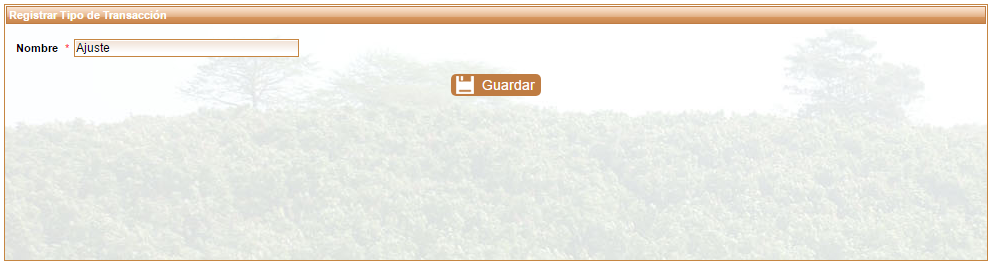 Registrar Tipo de Transacción
Nombre * Ajuste
Guardar